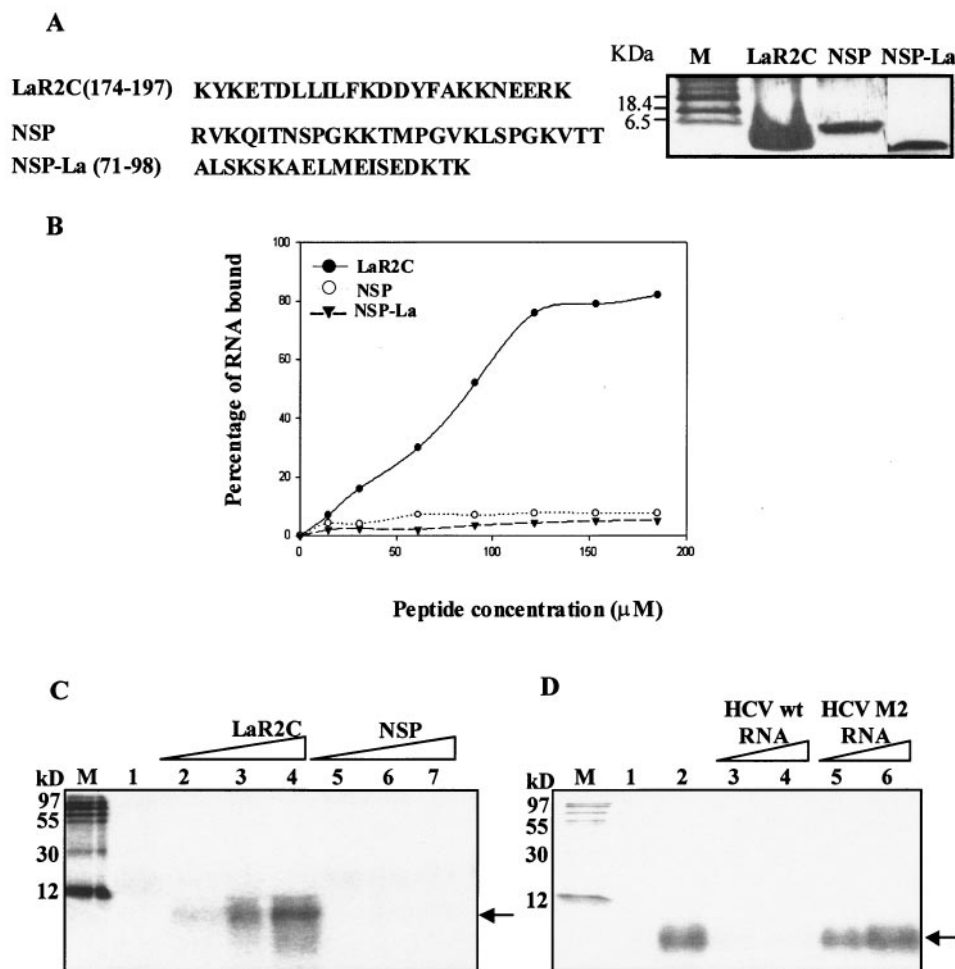 A
LaR2C(174-197) KYKETDLLILFKDDYFAKKNEERK
NSP RVKQITNSPGKKTMPGVKLSPGKVTT
NSP-La (71-98) ALSKSKAELMEISEDKTK
KDa M LaR2C NSP NSP-La
18.4
6.5
B
100
80
60
40
20
0
Percentage of RNA bound
LaR2C
NSP
NSP-La
0 50 100 150 200
Peptide concentration (μM)
C
LaR2C NSP
kD M 1 2 3 4 5 6 7
97
55
30
12
D
HCV wt RNA HCV M2 RNA
kD M 1 2 3 4 5 6
97
55
30
12